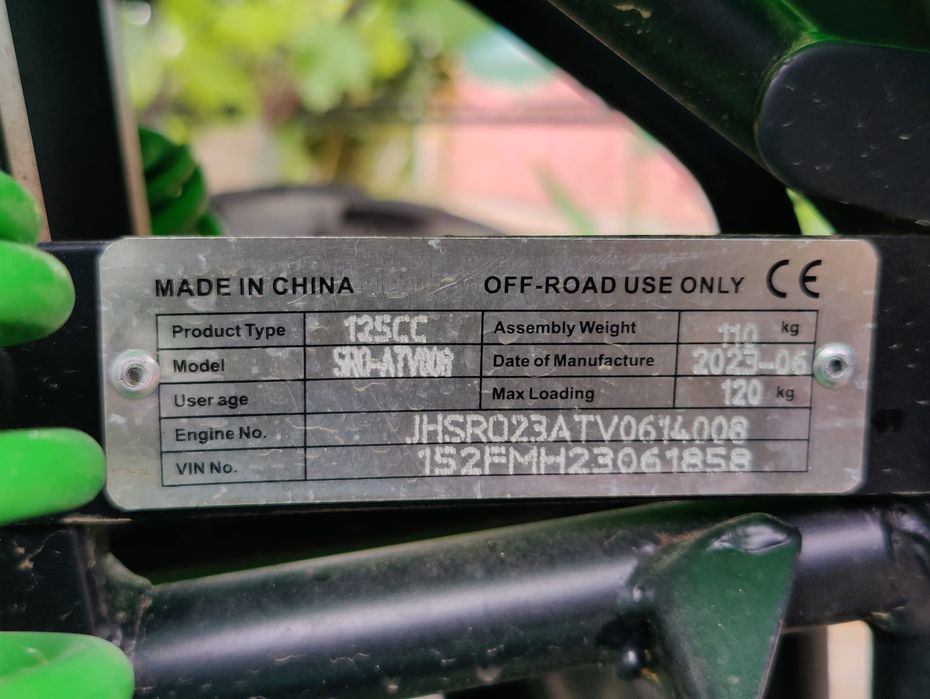 MADE IN CHINA OFF-ROAD USE ONLY CE
Product Type 125CC Assembly Weight 110 kg
Model Date of Manufacture 2023-06
User age Max Loading 120 kg
Engine No. JHSRO23ATV0614008
VIN No. 152FMH23061858